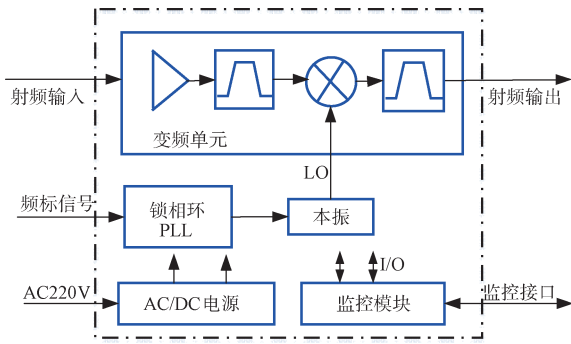 射频输入
变频单元
射频输出
LO
频标信号
锁相环
PLL
本振
I/O
AC220V
AC/DC电源
监控模块
监控接口